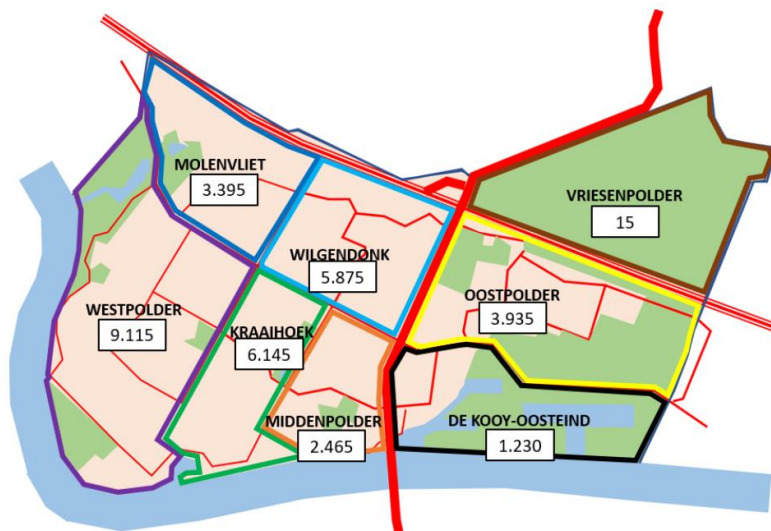 MOLENVLIET
3.395
VRIESENPOLDER
15
WILGENDONK
5.875
OOSTPOLDER
3.935
WESTPOLDER
9.115
KRAAIHOEK
6.145
MIDDENPOLDER
2.465
DE KOOY-OOSTEIND
1.230